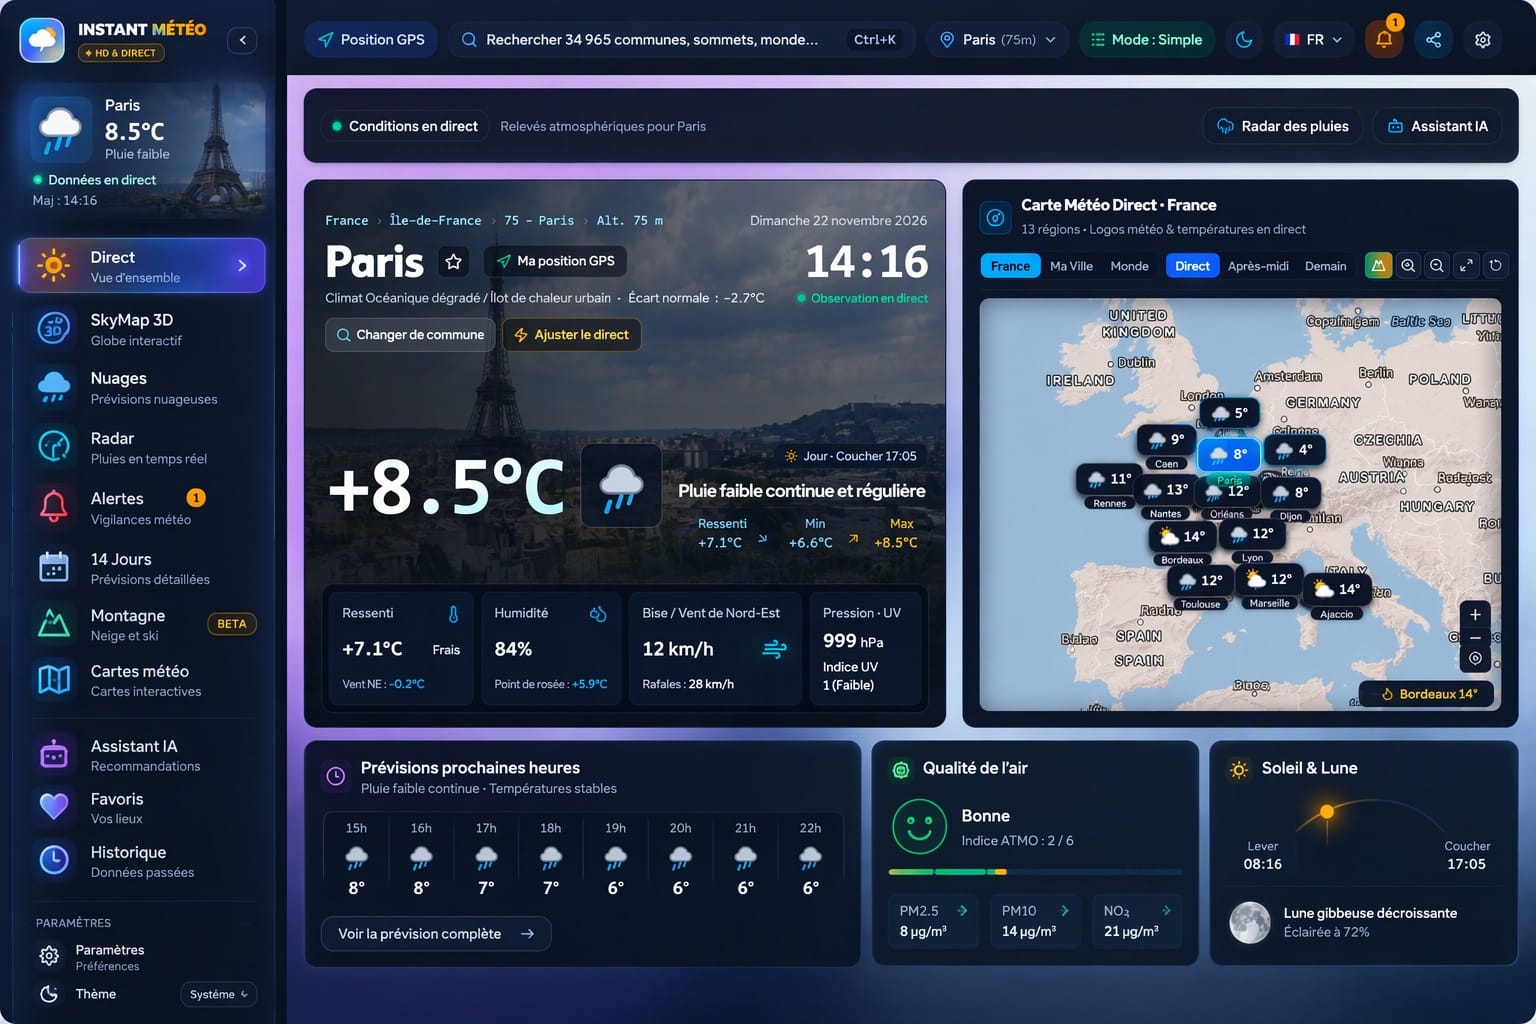 INSTANT MÉTÉO
HD & DIRECT
Position GPS
Rechercher 34 965 communes, sommets, monde...
Ctrl+K
Paris (75m)
Mode : Simple
FR
1
Paris
8.5°C
Pluie faible
Données en direct
Maj : 14:16
Direct
Vue d'ensemble
SkyMap 3D
Globe interactif
3D
Nuages
Prévisions nuageuses
Radar
Pluies en temps réel
Alertes
1
Vigilances météo
14 Jours
Prévisions détaillées
Montagne
Neige et ski
BETA
Cartes météo
Cartes interactives
Assistant IA
Recommandations
Favoris
Vos lieux
Historique
Données passées
PARAMÈTRES
Paramètres
Préférences
Thème
Systéme
Conditions en direct
Relevés atmosphériques pour Paris
Radar des pluies
Assistant IA
France › Île-de-France › 75 - Paris › Alt. 75 m
Dimanche 22 novembre 2026
Paris
Ma position GPS
14:16
Climat Océanique dégradé / Îlot de chaleur urbain • Écart normale : -2.7°C
Observation en direct
Changer de commune
Ajuster le direct
+8.5°C
Jour · Coucher 17:05
Pluie faible continue et régulière
Ressenti
+7.1°C
Min
+6.6°C
Max
+8.5°C
Ressenti
+7.1°C
Frais
Vent NE : -0.2°C
Humidité
84%
Point de rosée : +5.9°C
Bise / Vent de Nord-Est
12 km/h
Rafales : 28 km/h
Pression · UV
999 hPa
Indice UV
1 (Faible)
Carte Météo Direct • France
13 régions • Logos météo & températures en direct
France
Ma Ville
Monde
Direct
Après-midi
Demain
UNITED
KINGDOM
Baltic Sea
Dublin
IRELAND
Amsterdam
Berlin
POLAND
GERMANY
5°
9°
Caen
8°
Paris
4°
CZECHIA
AUSTRIA
HUNGARY
11°
Rennes
13°
Nantes
12°
Orléans
8°
Dijon
14°
Bordeaux
12°
Lyon
12°
Toulouse
12°
Marseille
14°
Ajaccio
SPAIN
SPAIN
Bordeaux 14°
Prévisions prochaines heures
Pluie faible continue · Températures stables
15h
16h
17h
18h
19h
20h
21h
22h
8°
8°
7°
7°
6°
6°
6°
6°
Voir la prévision complète
Qualité de l'air
Bonne
Indice ATMO : 2 / 6
PM2.5
8 µg/m³
PM10
14 µg/m³
NO₂
21 µg/m³
Soleil & Lune
Lever
08:16
Coucher
17:05
Lune gibbeuse décroissante
Éclairée à 72%